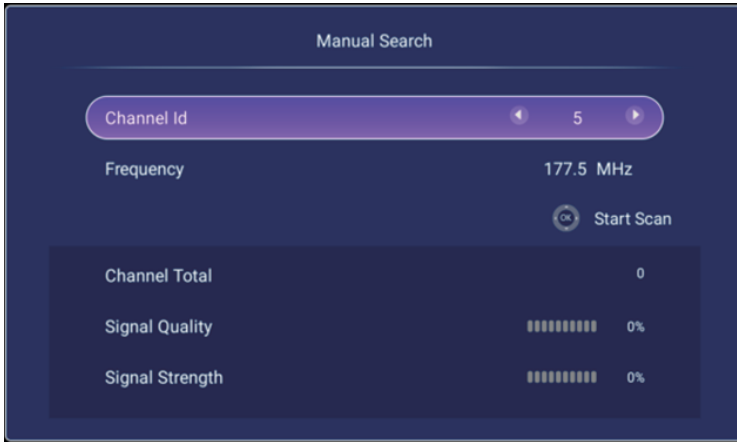 Manual Search
Channel Id 5
Frequency 177.5 MHz
OK Start Scan
Channel Total 0
Signal Quality 0%
Signal Strength 0%